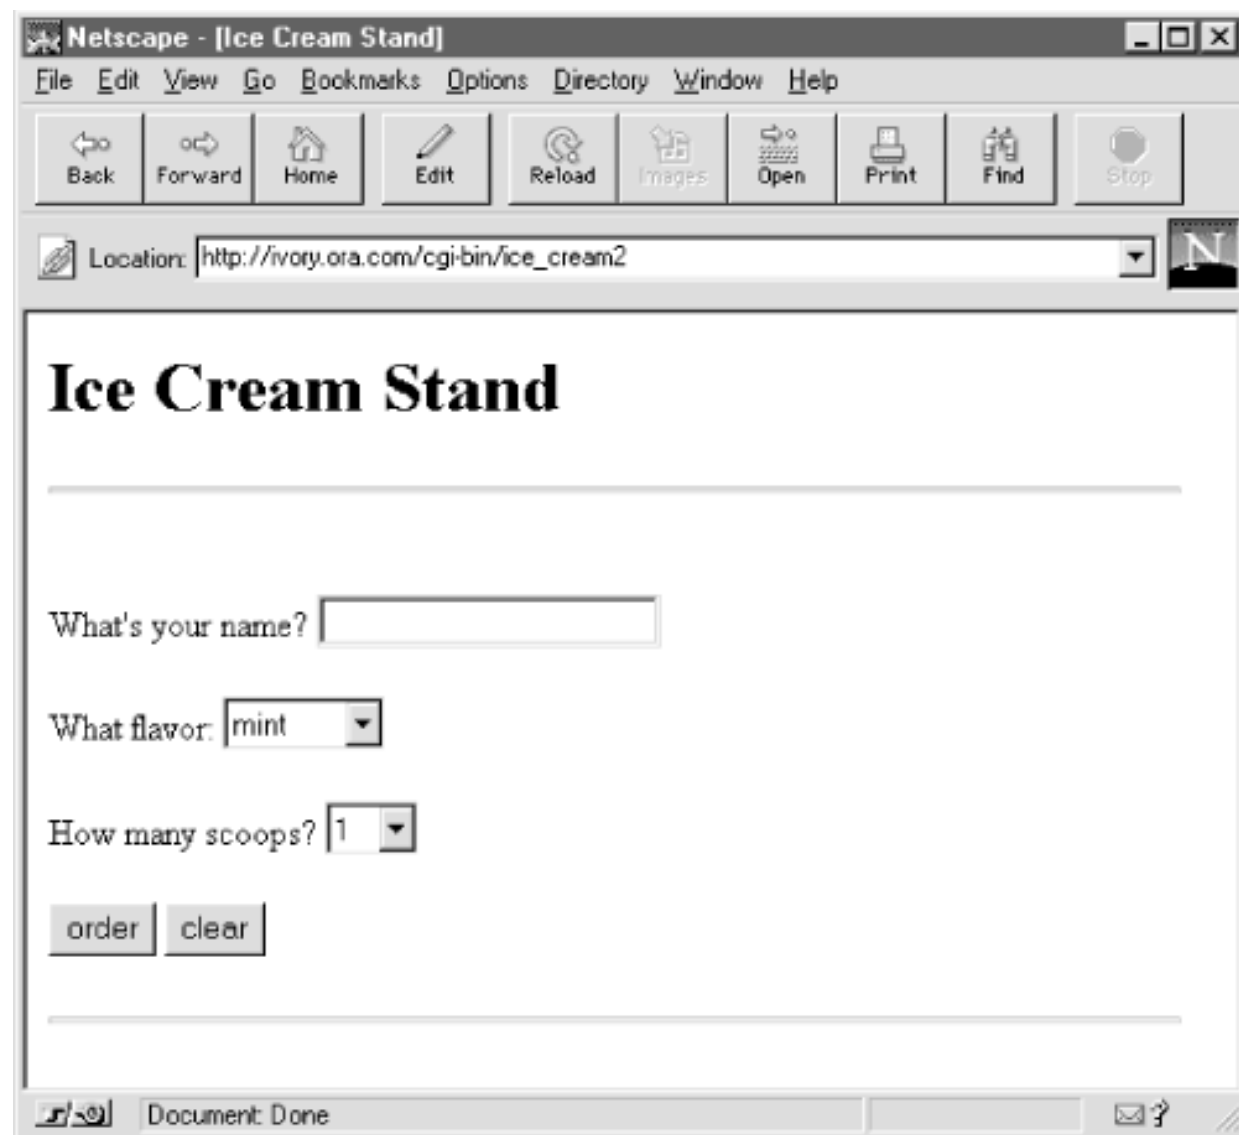 Netscape - [Ice Cream Stand]
File Edit View Go Bookmarks Options Directory Window Help
Back Forward Home Edit Reload Images Open Print Find Stop
Location: http://ivory.ora.com/cgi-bin/ice_cream2
N
Ice Cream Stand
What's your name?
What flavor: mint
How many scoops? 1
order clear
Document: Done